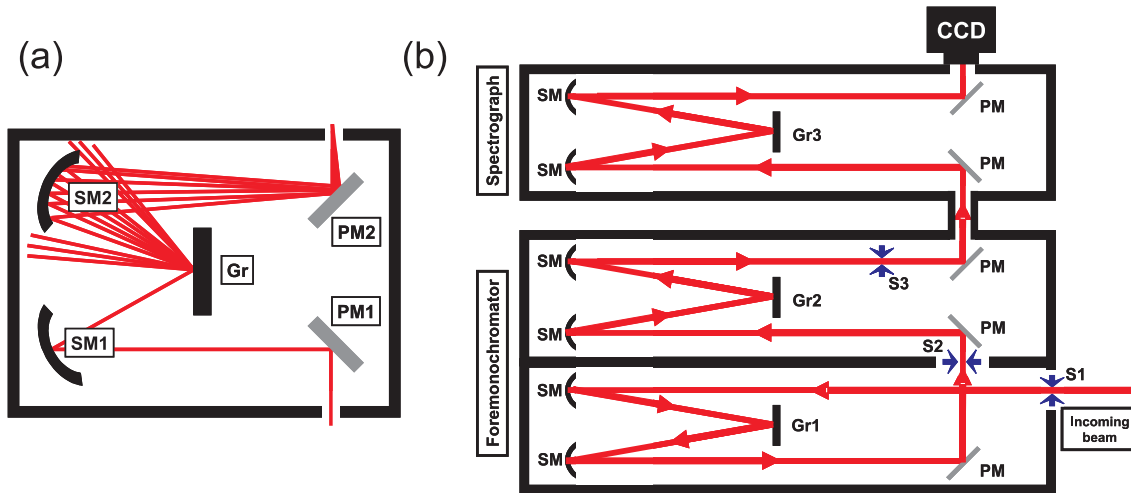 (a)
SM2
PM2
Gr
PM1
SM1
(b)
CCD
Spectrograph
SM
PM
Gr3
SM
PM
Foremonochromator
SM
S3
PM
Gr2
SM
PM
S2
S1
SM
Gr1
Incoming
beam
SM
PM